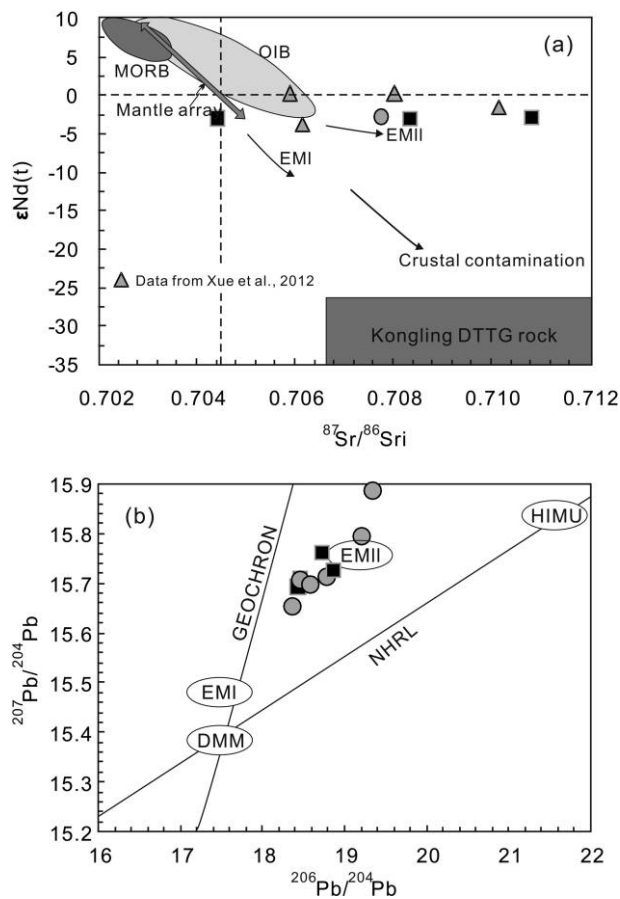 10
5
0
-5
-10
-15
-20
-25
-30
-35
εNd(t)
(a)
OIB
MORB
Mantle array
EMII
EMI
Crustal contamination
Data from Xue et al., 2012
Kongling DTTG rock
0.702 0.704 0.706 0.708 0.710 0.712
87Sr/86Sri
15.9
15.8
15.7
15.6
15.5
15.4
15.3
15.2
207Pb/204Pb
(b)
GEOCHRON
HIMU
EMII
NHRL
EMI
DMM
16 17 18 19 20 21 22
206Pb/204Pb